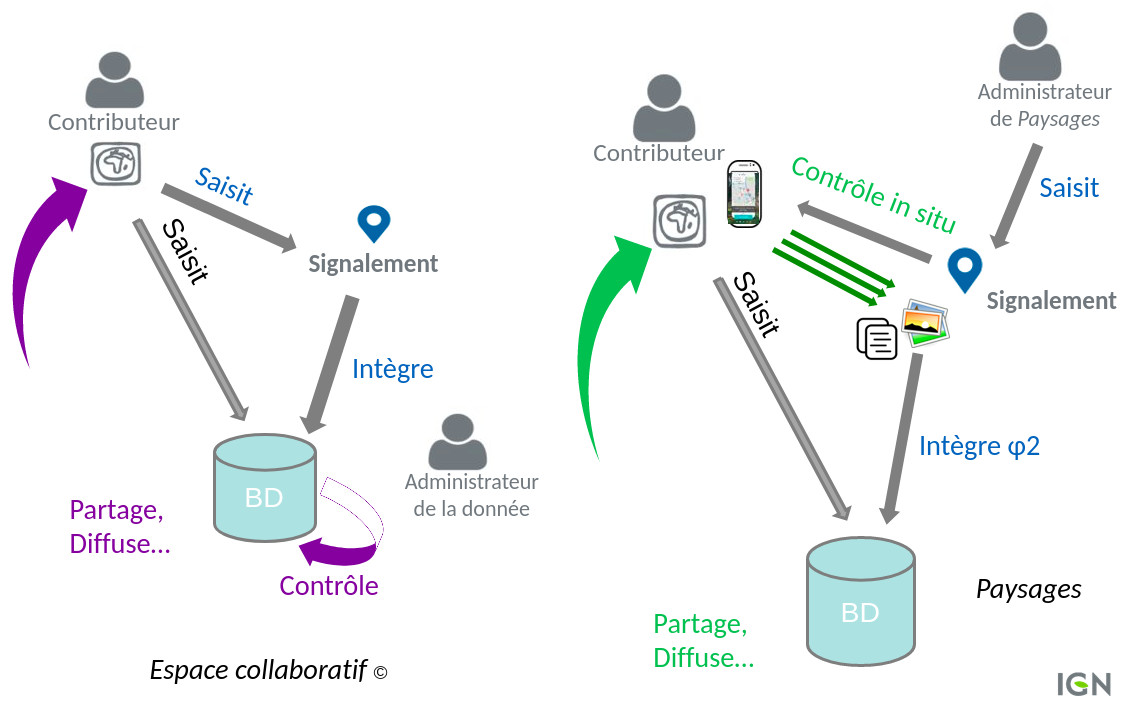 Contributeur
Saisit
Saisit
Signalement
Intègre
BD
Administrateur
de la donnée
Partage,
Diffuse...
Contrôle
Espace collaboratif ©
Administrateur
de Paysages
Contributeur
Contrôle in situ
Saisit
Saisit
Signalement
Intègre φ2
BD
Paysages
Partage,
Diffuse...
IGN